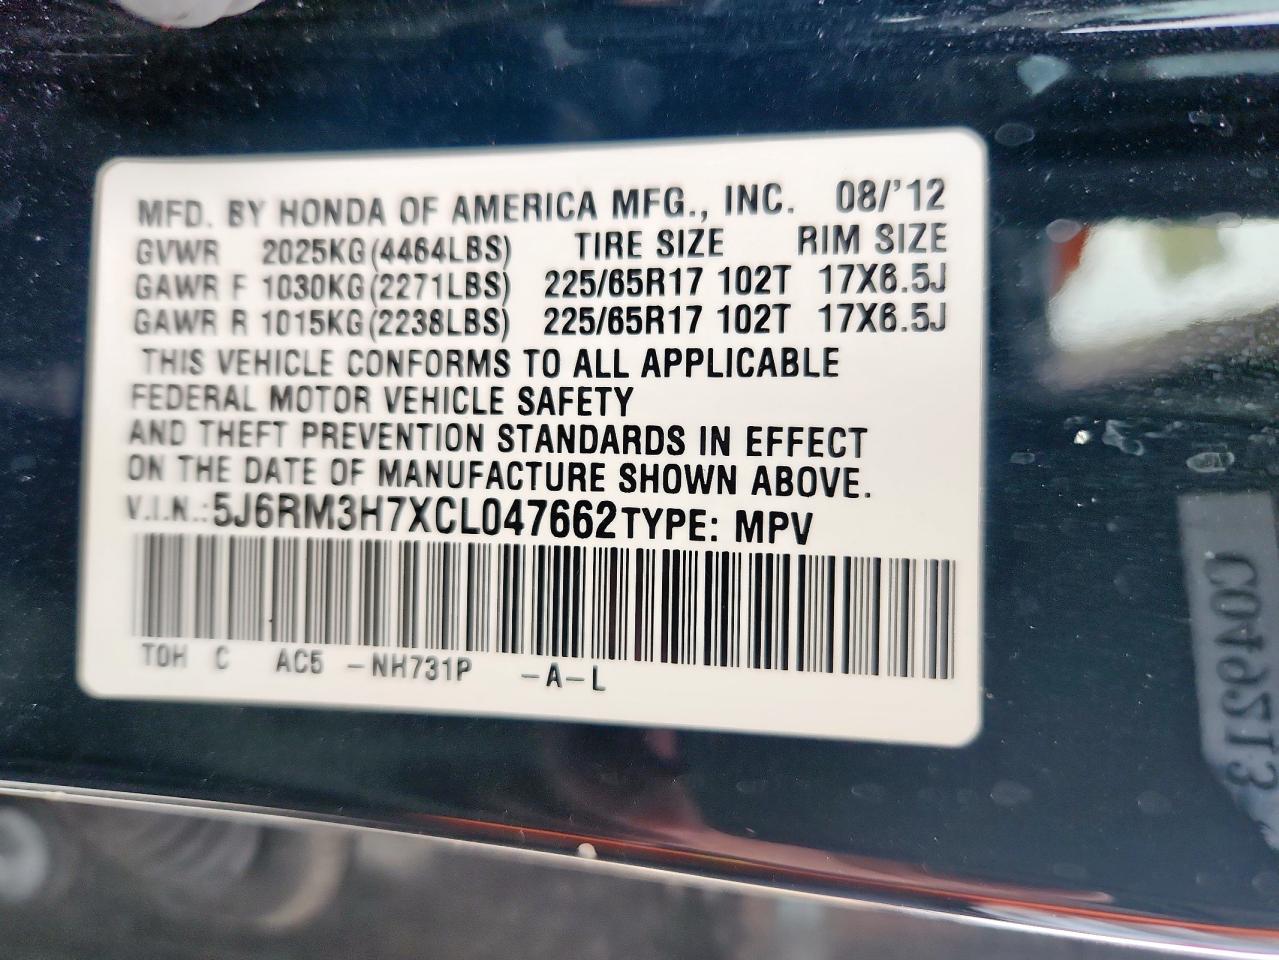 MFD. BY HONDA OF AMERICA MFG., INC. 08/'12
GVWR 2025KG(4464LBS) TIRE SIZE RIM SIZE
GAWR F 1030KG(2271LBS) 225/65R17 102T 17X6.5J
GAWR R 1015KG(2238LBS) 225/65R17 102T 17X6.5J
THIS VEHICLE CONFORMS TO ALL APPLICABLE
FEDERAL MOTOR VEHICLE SAFETY
AND THEFT PREVENTION STANDARDS IN EFFECT
ON THE DATE OF MANUFACTURE SHOWN ABOVE.
V.I.N.:5J6RM3H7XCL047662 TYPE: MPV
TOH C AC5 -NH731P -A-L
C049213